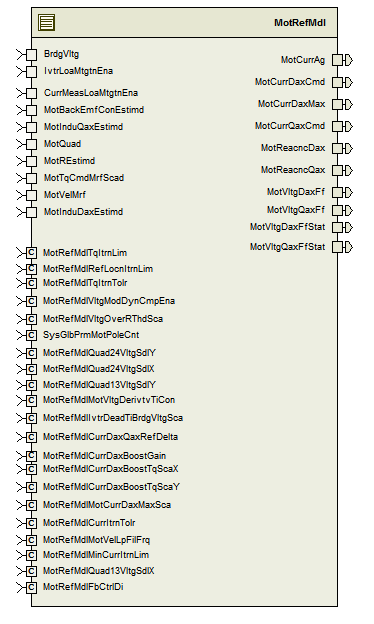 MotRefMdl
BrdgVltg
IvtrLoaMtgtnEna
CurrMeasLoaMtgtnEna
MotBackEmfConEstimd
MotInduQaxEstimd
MotQuad
MotREstimd
MotTqCmdMrfScad
MotVelMrf
MotInduDaxEstimd
MotCurrAg
MotCurrDaxCmd
MotCurrDaxMax
MotCurrQaxCmd
MotReacncDax
MotReacncQax
MotVltgDaxFf
MotVltgQaxFf
MotVltgDaxFfStat
MotVltgQaxFfStat
C MotRefMdlTqItrnLim
C MotRefMdlRefLocnItrnLim
C MotRefMdlTqItrnTolr
C MotRefMdlVltgModDynCmpEna
C MotRefMdlVltgOverRThdSca
C SysGlbPrmMotPoleCnt
C MotRefMdlQuad24VltgSdlY
C MotRefMdlQuad24VltgSdlX
C MotRefMdlQuad13VltgSdlY
C MotRefMdlMotVltgDerivtvTiCon
C MotRefMdlIvtrDeadTiBrdgVltgSca
C MotRefMdlCurrDaxQaxRefDelta
C MotRefMdlCurrDaxBoostGain
C MotRefMdlCurrDaxBoostTqScaX
C MotRefMdlCurrDaxBoostTqScaY
C MotRefMdlMotCurrDaxMaxSca
C MotRefMdlCurrItrnTolr
C MotRefMdlMotVelLpFilFrq
C MotRefMdlMinCurrItrnLim
C MotRefMdlQuad13VltgSdlX
C MotRefMdlFbCtrlDi